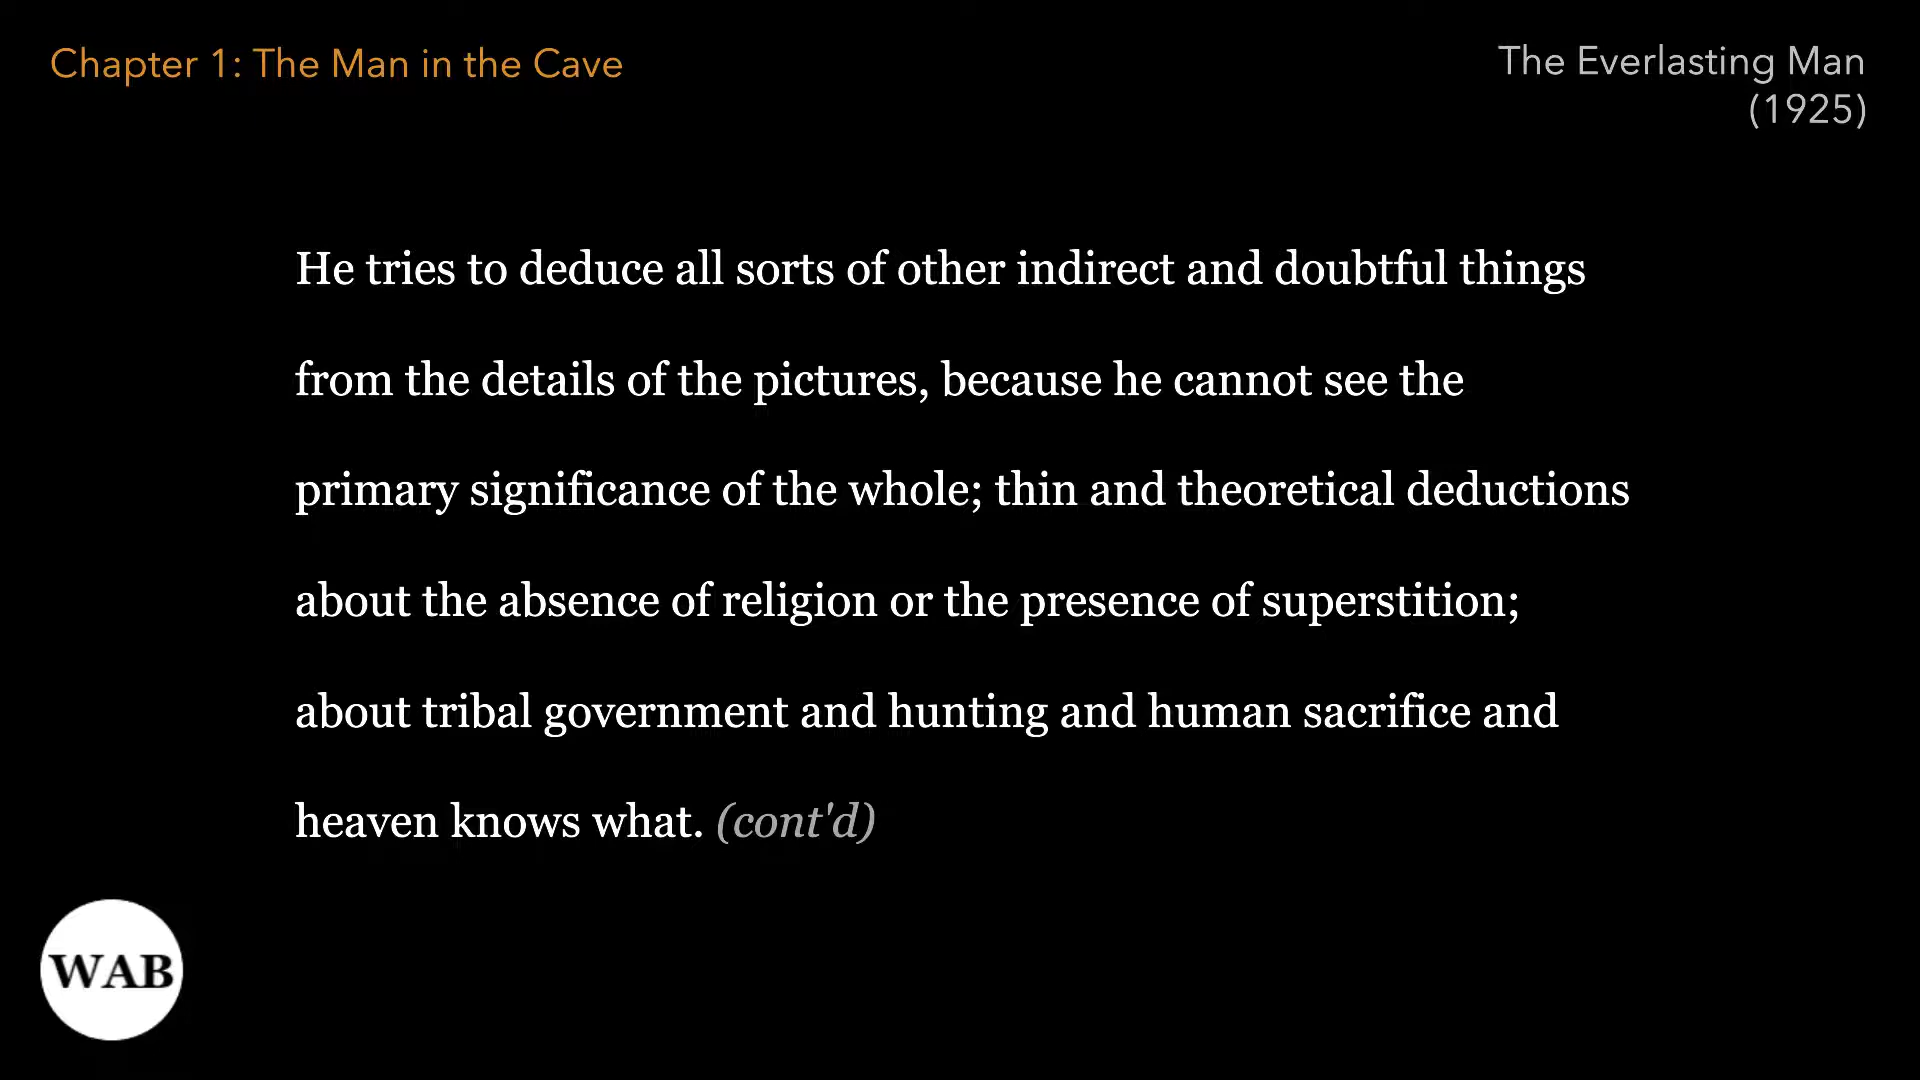 Chapter 1: The Man in the Cave
The Everlasting Man
(1925)
He tries to deduce all sorts of other indirect and doubtful things
from the details of the pictures, because he cannot see the
primary significance of the whole; thin and theoretical deductions
about the absence of religion or the presence of superstition;
about tribal government and hunting and human sacrifice and
heaven knows what. (cont'd)
WAB